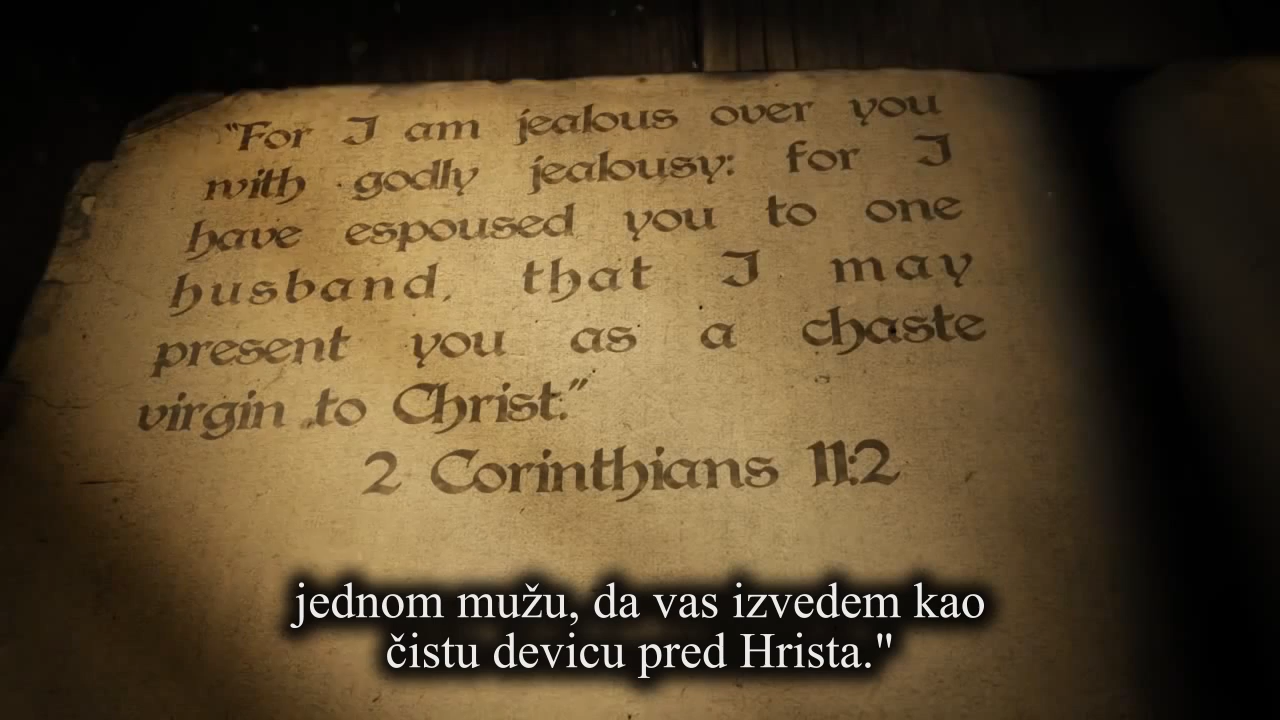 "For I am jealous over you
with godly jealousy: for I
have espoused you to one
husband, that I may
present you as a chaste
virgin to Christ."
2 Corinthians 11:2
jednom mužu, da vas izvedem kao
čistu devicu pred Hrista."